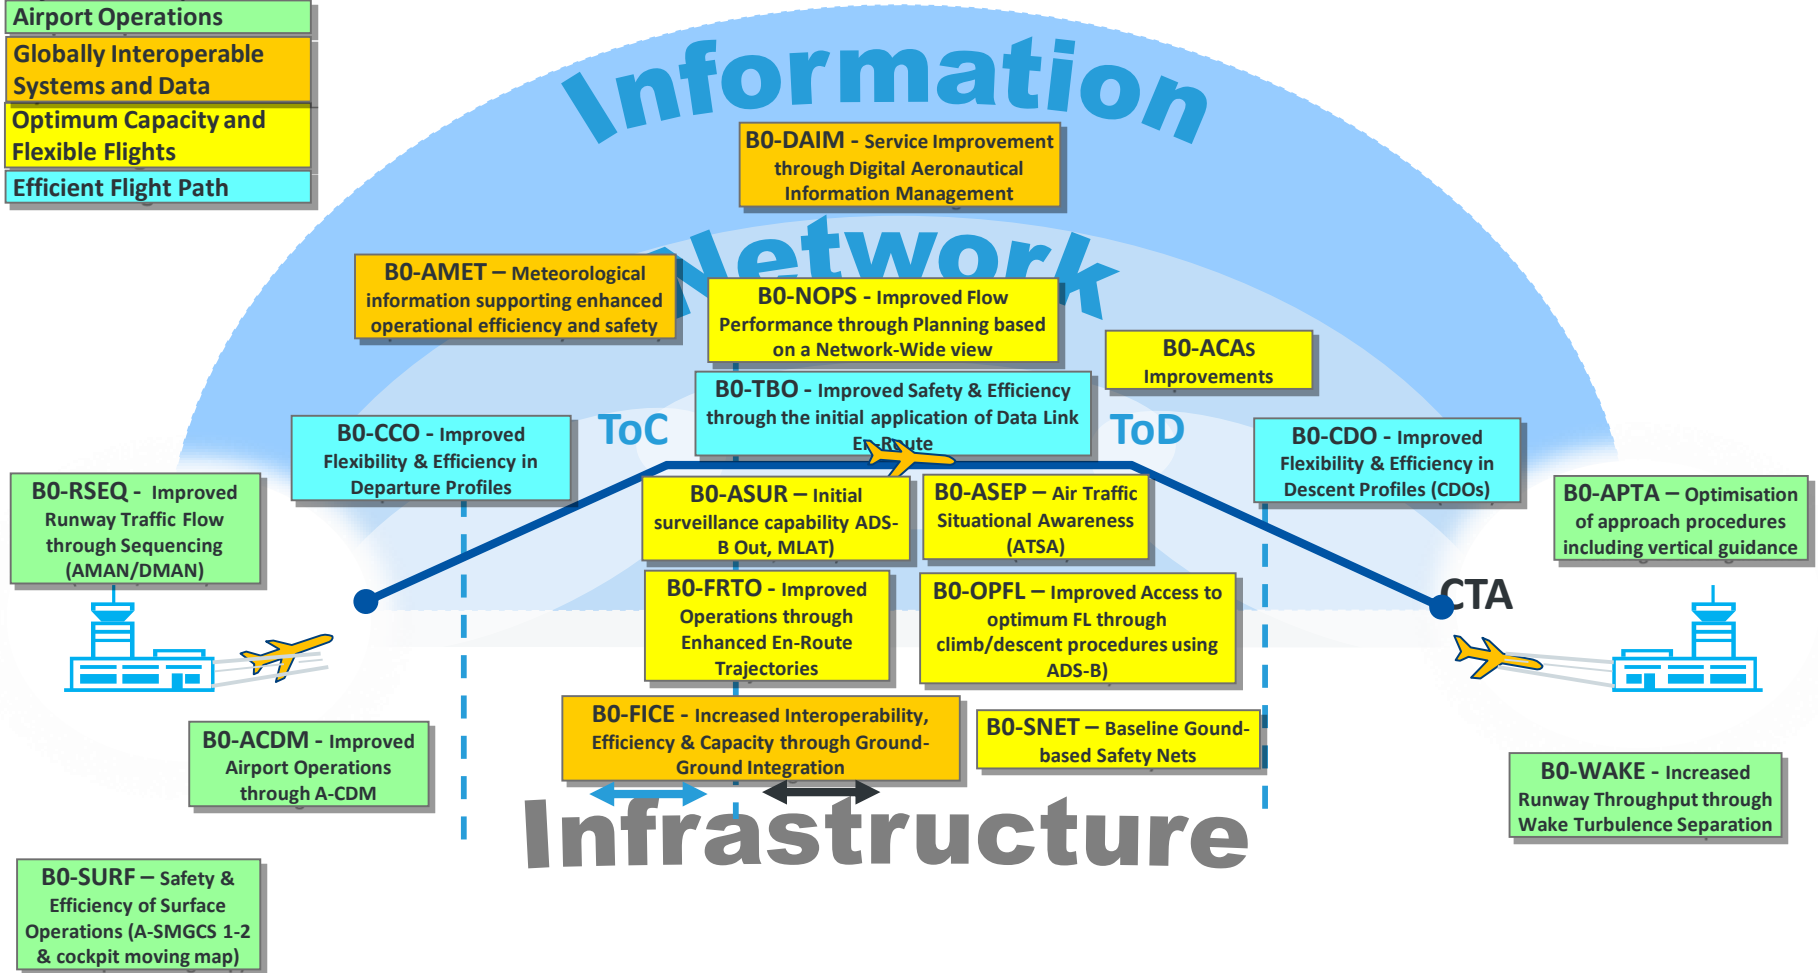 Airport Operations
Globally Interoperable
Systems and Data
Optimum Capacity and
Flexible Flights
Efficient Flight Path
Information
B0-DAIM - Service Improvement
through Digital Aeronautical
Information Management
Network
B0-AMET – Meteorological
information supporting enhanced
operational efficiency and safety
B0-NOPS - Improved Flow
Performance through Planning based
on a Network-Wide view
B0-ACAs
Improvements
B0-TBO - Improved Safety & Efficiency
through the initial application of Data Link
En-Route
ToC
ToD
B0-CCO - Improved
Flexibility & Efficiency in
Departure Profiles
B0-CDO - Improved
Flexibility & Efficiency in
Descent Profiles (CDOs)
B0-RSEQ - Improved
Runway Traffic Flow
through Sequencing
(AMAN/DMAN)
B0-ASUR – Initial
surveillance capability ADS-
B Out, MLAT)
B0-ASEP – Air Traffic
Situational Awareness
(ATSA)
B0-APTA – Optimisation
of approach procedures
including vertical guidance
B0-FRTO - Improved
Operations through
Enhanced En-Route
Trajectories
B0-OPFL – Improved Access to
optimum FL through
climb/descent procedures using
ADS-B)
CTA
B0-FICE - Increased Interoperability,
Efficiency & Capacity through Ground-
Ground Integration
B0-SNET – Baseline Gound-
based Safety Nets
B0-ACDM - Improved
Airport Operations
through A-CDM
B0-WAKE - Increased
Runway Throughput through
Wake Turbulence Separation
Infrastructure
B0-SURF – Safety &
Efficiency of Surface
Operations (A-SMGCS 1-2
& cockpit moving map)